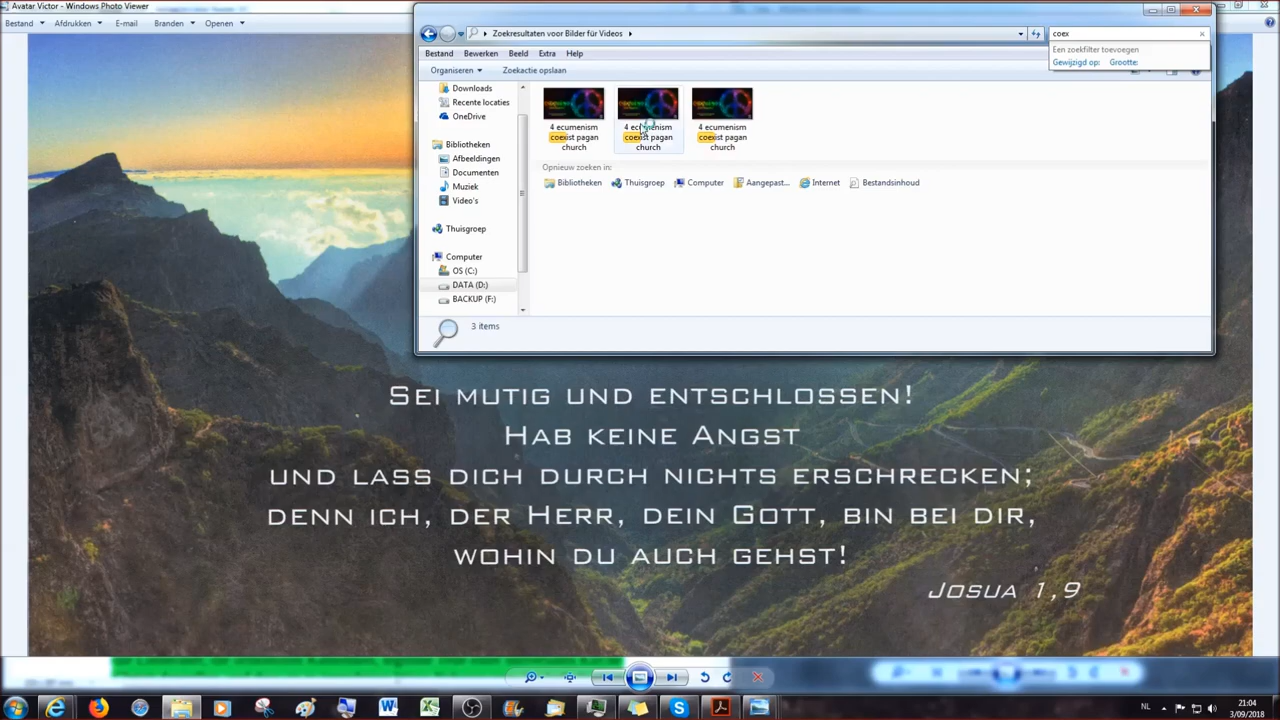 Avatar Victor - Windows Photo Viewer
Bestand Afdrukken E-mail Branden Openen
Zoekresultaten voor Bilder für Videos
coex
Een zoekfilter toevoegen
Gewijzigd op: Grootte:
Bestand Bewerken Beeld Extra Help
Organiseren Zoekactie opslaan
Downloads
Recente locaties
OneDrive
Bibliotheken
Afbeeldingen
Documenten
Muziek
Video's
Thuisgroep
Computer
OS (C:)
DATA (D:)
BACKUP (F:)
4 ecumenism
coexist pagan
church
4 ecumenism
coexist pagan
church
4 ecumenism
coexist pagan
church
Opnieuw zoeken in:
Bibliotheken Thuisgroep Computer Aangepast... Internet Bestandsinhoud
3 items
Sei mutig und entschlossen!
Hab keine Angst
und lass dich durch nichts erschrecken;
denn ich, der Herr, dein Gott, bin bei dir,
wohin du auch gehst!
Josua 1,9
NL
21:04
3/09/2018